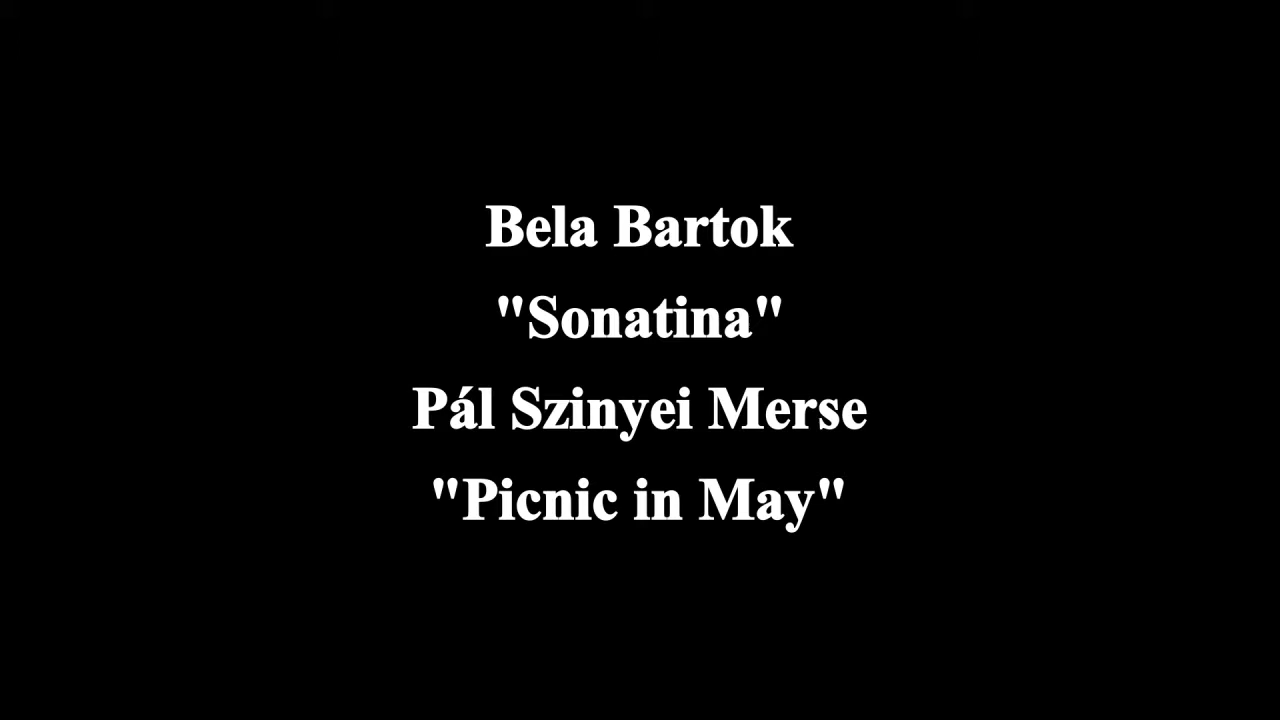 Bela Bartok
"Sonatina"
Pál Szinyei Merse
"Picnic in May"